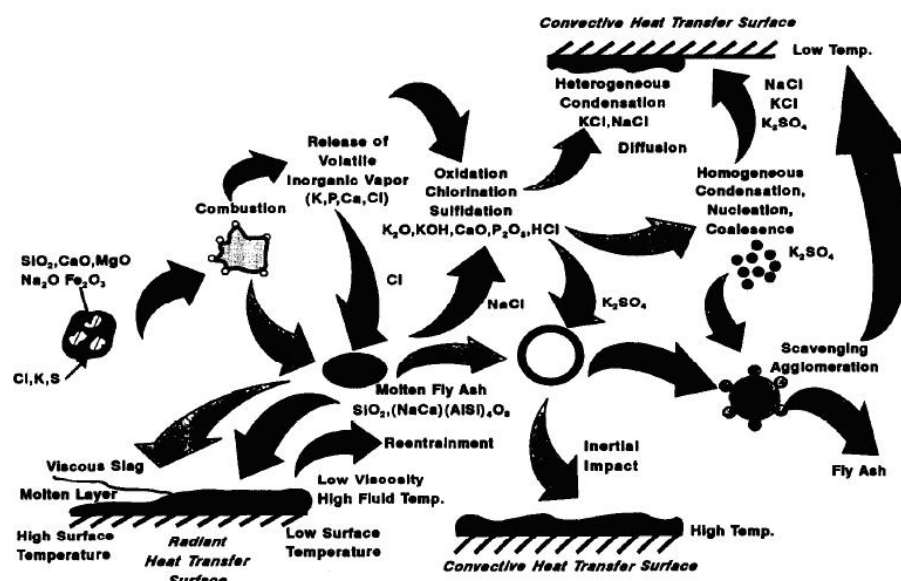 Convective Heat Transfer Surface
Low Temp.
Heterogeneous
Condensation
KCl,NaCl
NaCl
KCl
K₂SO₄
Diffusion
Release of
Volatile
Inorganic Vapor
(K,P,Ca,Cl)
Oxidation
Chlorination
Sulfidation
K₂O,KOH,CaO,P₂O₅,HCl
Homogeneous
Condensation,
Nucleation,
Coalesence
K₂SO₄
Combustion
SiO₂,CaO,MgO
Na₂O Fe₂O₃
Cl,K,S
Cl
NaCl
K₂SO₄
Scavenging
Agglomeration
Fly Ash
Molten Fly Ash
SiO₂,(NaCa)(AlSi)₄O₈
Reentrainment
Inertial
Impact
Viscous Slag
Molten Layer
Low Viscosity
High Fluid Temp.
High Surface
Temperature
Radiant
Heat Transfer
Surface
Low Surface
Temperature
High Temp.
Convective Heat Transfer Surface